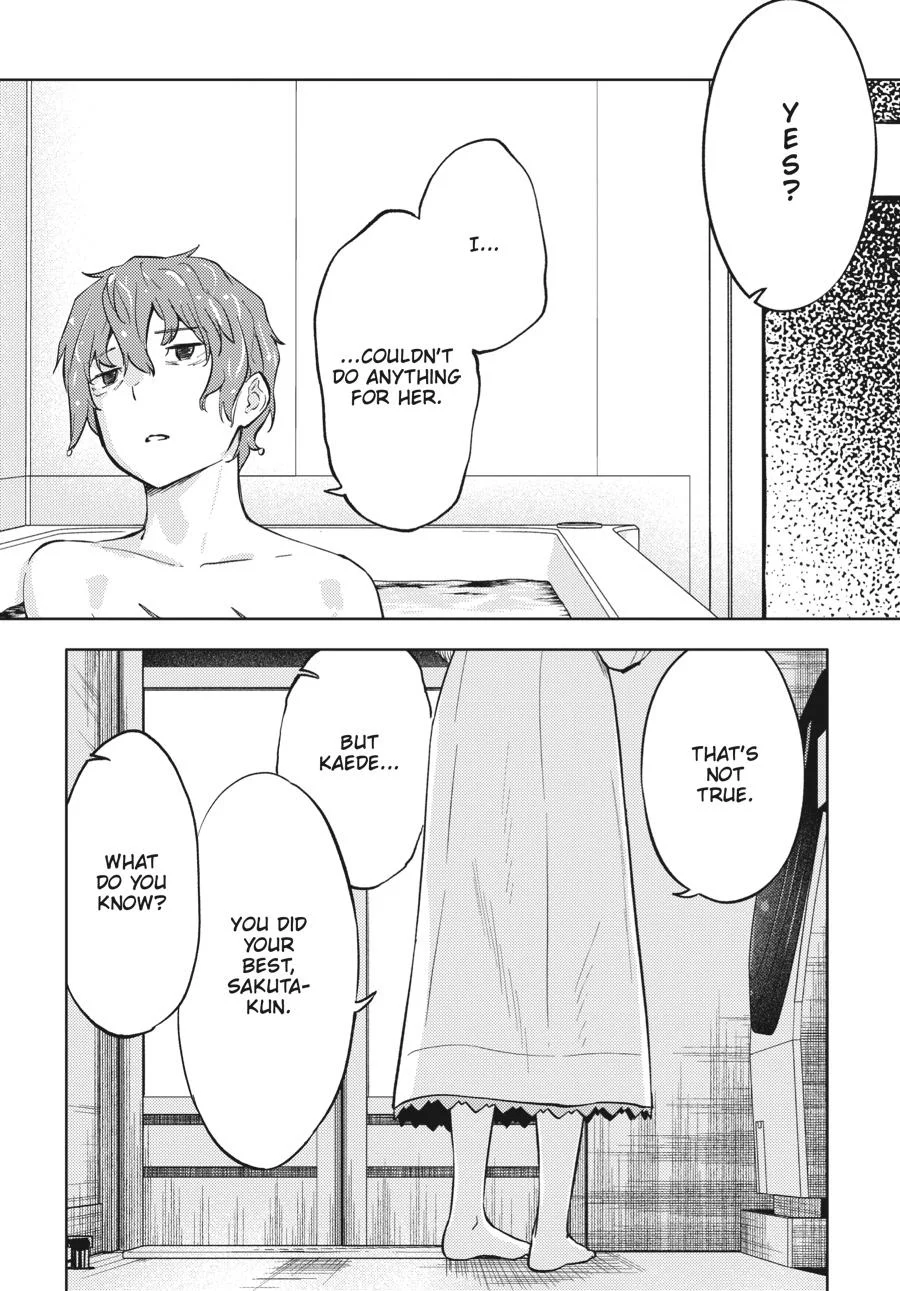 YES?
I...
...COULDN'T
DO ANYTHING
FOR HER.
THAT'S
NOT
TRUE.
BUT
KAEDE...
YOU DID
YOUR
BEST,
SAKUTA-
KUN.
WHAT
DO YOU
KNOW?